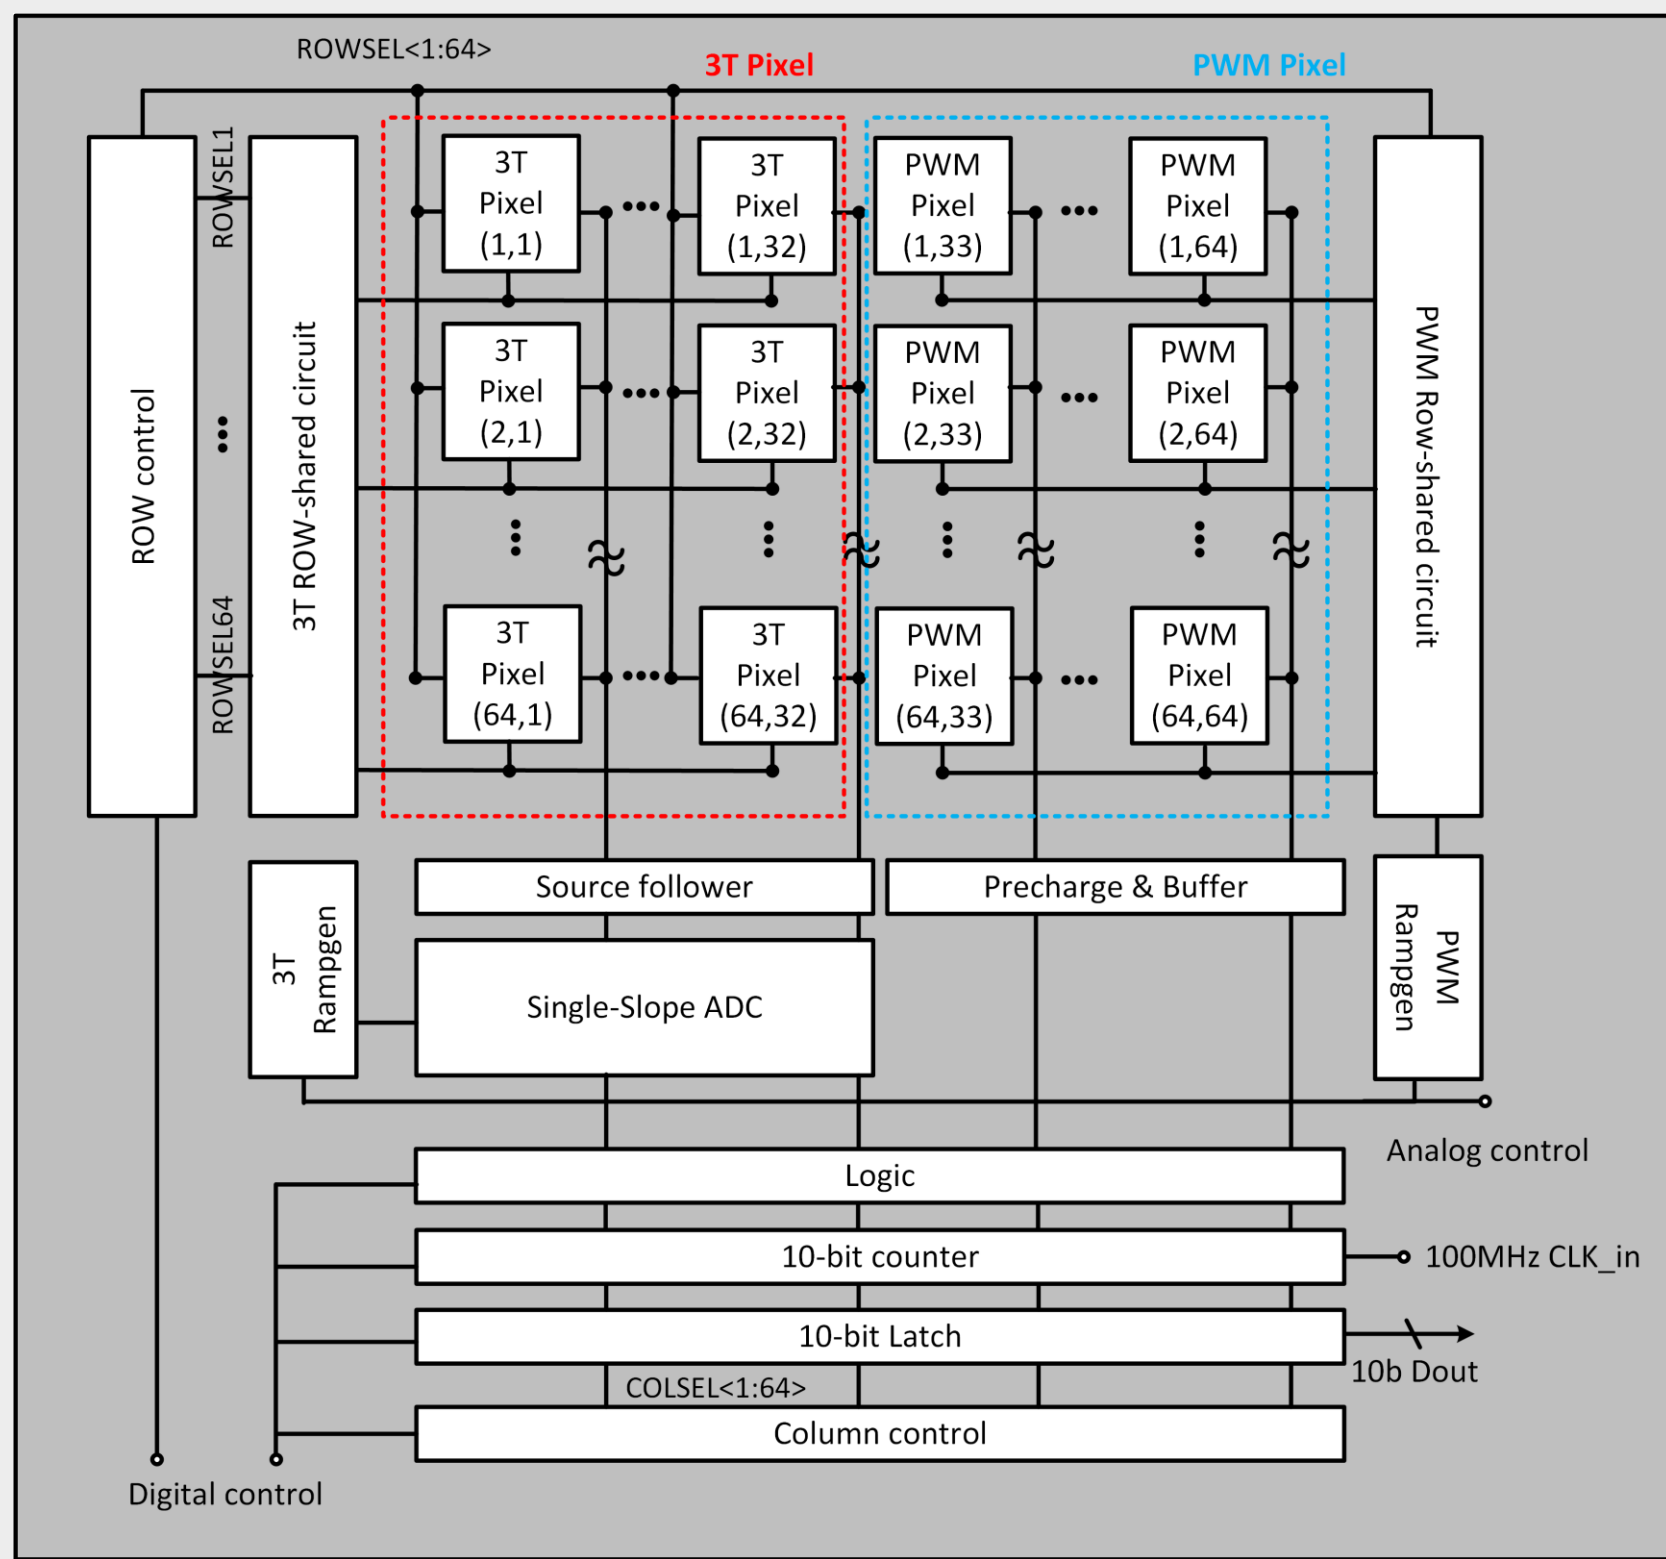 ROWSEL<1:64>
3T Pixel
PWM Pixel
ROW control
ROWSEL1
ROWSEL64
3T ROW-shared circuit
3T
Pixel
(1,1)
3T
Pixel
(1,32)
PWM
Pixel
(1,33)
PWM
Pixel
(1,64)
3T
Pixel
(2,1)
3T
Pixel
(2,32)
PWM
Pixel
(2,33)
PWM
Pixel
(2,64)
3T
Pixel
(64,1)
3T
Pixel
(64,32)
PWM
Pixel
(64,33)
PWM
Pixel
(64,64)
PWM Row-shared circuit
3T
Rampgen
Source follower
Precharge & Buffer
PWM
Rampgen
Single-Slope ADC
Analog control
Logic
10-bit counter
100MHz CLK_in
10-bit Latch
10b Dout
COLSEL<1:64>
Column control
Digital control